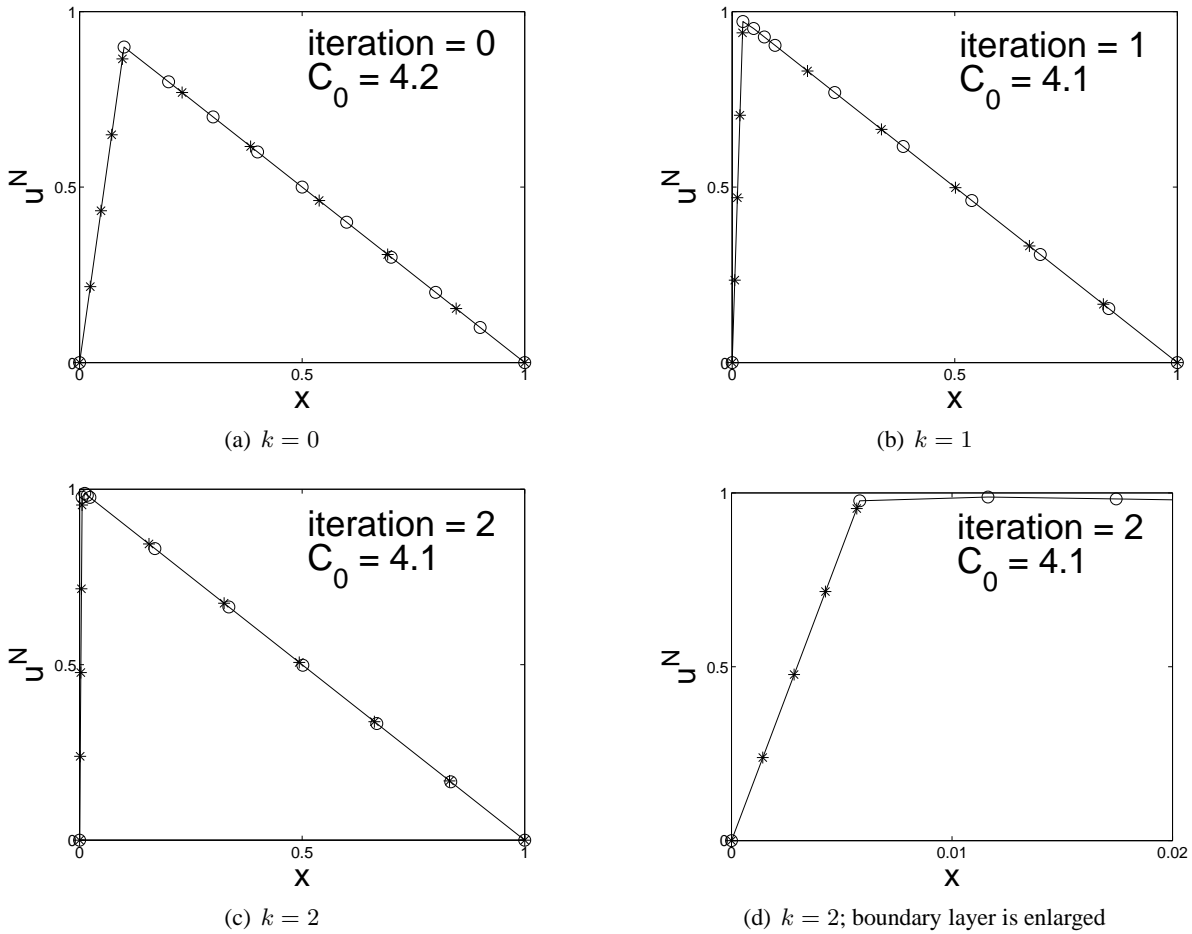 1
iteration = 0
C_0 = 4.2
u^N
0.5
0
0 0.5 1
x
(a) k = 0
1
iteration = 1
C_0 = 4.1
u^N
0.5
0
0 0.5 1
x
(b) k = 1
1
iteration = 2
C_0 = 4.1
u^N
0.5
0
0 0.5 1
x
(c) k = 2
1
iteration = 2
C_0 = 4.1
u^N
0.5
0
0 0.01 0.02
x
(d) k = 2; boundary layer is enlarged